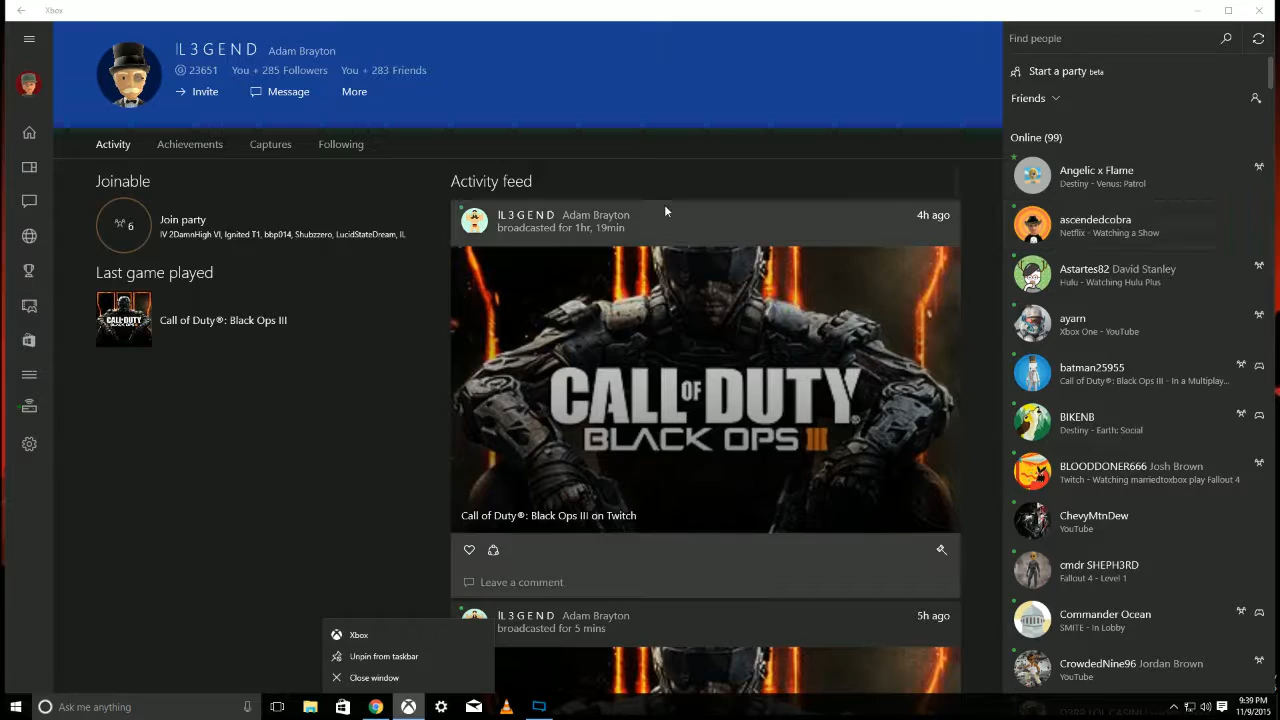 Xbox
IL 3 G E N D Adam Brayton
23651 You + 285 Followers You + 283 Friends
Invite Message More
Activity Achievements Captures Following
Joinable
6
Join party
IV 2DamnHigh VI, Ignited T1, bbp014, Shubzzero, LucidStateDream, IL
Last game played
Call of Duty®: Black Ops III
Activity feed
IL 3 G E N D Adam Brayton
4h ago
broadcasted for 1hr, 19min
CALL OF DUTY
BLACK OPS III
Call of Duty®: Black Ops III on Twitch
Leave a comment
IL 3 G E N D Adam Brayton
5h ago
broadcasted for 5 mins
Find people
Start a party beta
Friends
Online (99)
Angelic x Flame
Destiny - Venus: Patrol
ascendedcobra
Netflix - Watching a Show
Astartes82 David Stanley
Hulu - Watching Hulu Plus
ayarn
Xbox One - YouTube
batman25955
Call of Duty®: Black Ops III - In a Multiplay...
BIKENB
Destiny - Earth: Social
BLOODDONER666 Josh Brown
Twitch - Watching marriedtoxbox play Fallout 4
ChevyMtnDew
YouTube
cmdr SHEPH3RD
Fallout 4 - Level 1
Commander Ocean
SMITE - In Lobby
CrowdedNine96 Jordan Brown
YouTube
Xbox
Unpin from taskbar
Close window
Ask me anything
9:39 PM
11/9/2015